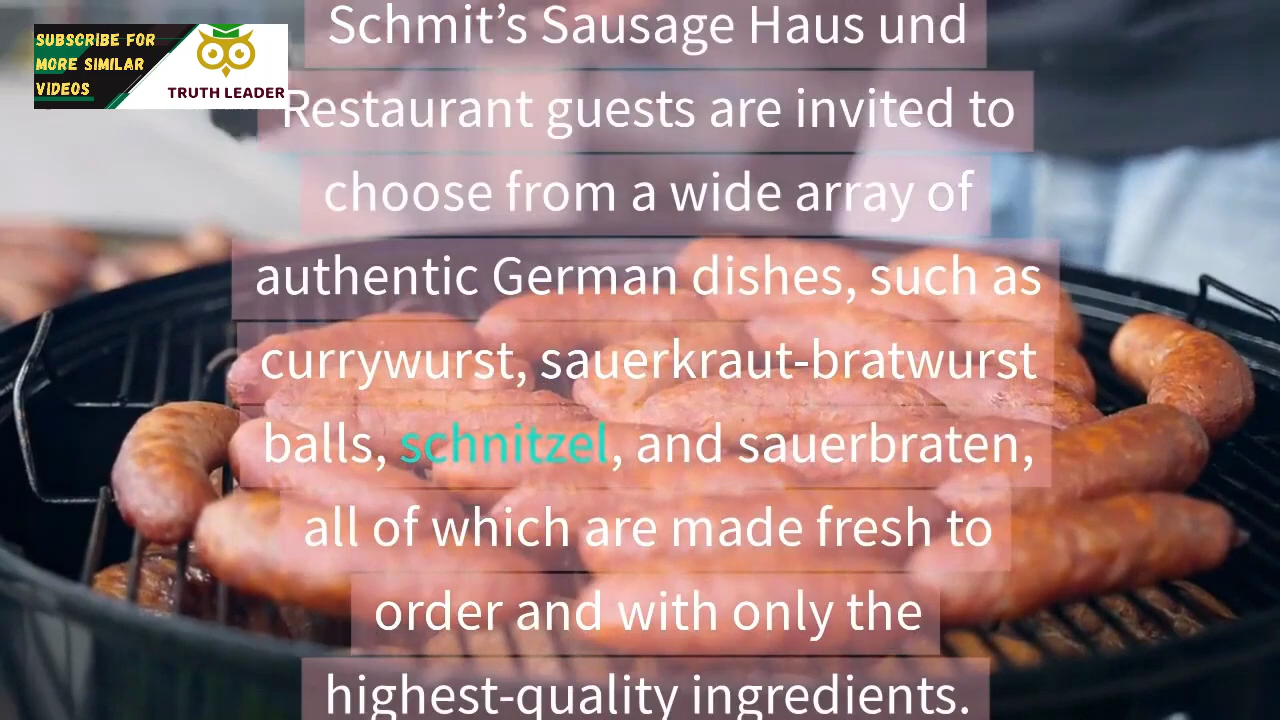 SUBSCRIBE FOR
MORE SIMILAR
VIDEOS
TRUTH LEADER
Schmit’s Sausage Haus und
Restaurant guests are invited to
choose from a wide array of
authentic German dishes, such as
currywurst, sauerkraut-bratwurst
balls, schnitzel, and sauerbraten,
all of which are made fresh to
order and with only the
highest-quality ingredients.